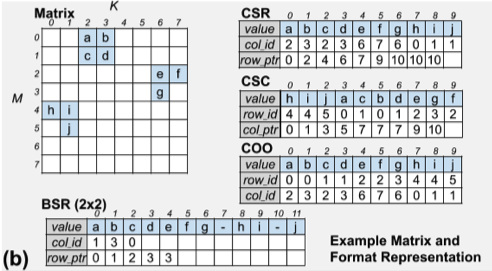 Matrix K
0 1 2 3 4 5 6 7
0 a b
1 c d
2 e f
3 g
M
4 h i
5 j
6
7
CSR 0 1 2 3 4 5 6 7 8 9
value a b c d e f g h i j
col_id 2 3 2 3 6 7 6 0 1 1
row_ptr 0 2 4 6 7 9 10 10 10
CSC 0 1 2 3 4 5 6 7 8 9
value h i j a c b d e g f
row_id 4 4 5 0 1 0 1 2 3 2
col_ptr 0 1 3 5 7 7 7 9 10
COO 0 1 2 3 4 5 6 7 8 9
value a b c d e f g h i j
row_id 0 0 1 1 2 2 3 4 4 5
col_id 2 3 2 3 6 7 6 0 1 1
BSR (2x2)
0 1 2 3 4 5 6 7 8 9 10 11
value a b c d e f g - h i - j
col_id 1 3 0
row_ptr 0 1 2 3 3
(b)
Example Matrix and
Format Representation